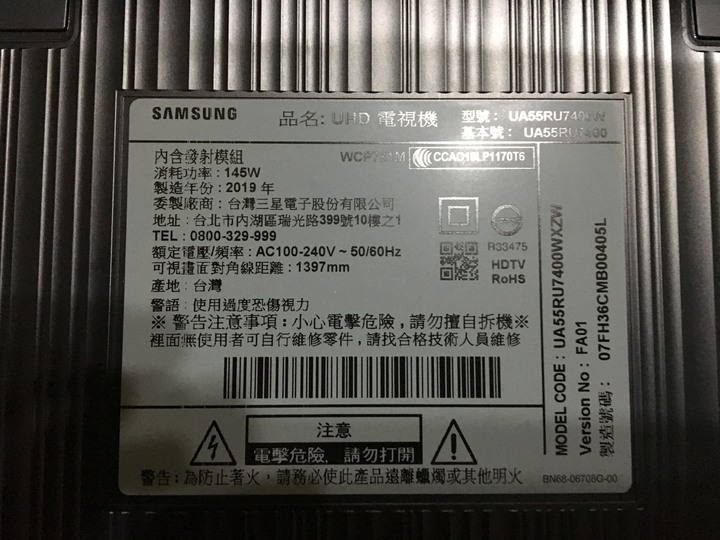 SAMSUNG 品名: UHD 電視機 型號: UA55RU7400W
基本號: UA55RU7400
內含發射模組 WCP731M CCAO18LP1170T6
消耗功率: 145W
製造年份: 2019 年
委製廠商: 台灣三星電子股份有限公司
地址: 台北市內湖區瑞光路399號10樓之1
TEL: 0800-329-999
額定電壓/頻率: AC100-240V ~ 50/60Hz
可視畫面對角線距離: 1397mm
產地: 台灣
警語: 使用過度恐傷視力
※ 警告注意事項: 小心電擊危險,請勿擅自拆機※
裡面無使用者可自行維修零件, 請找合格技術人員維修
R33475
HDTV
RoHS
注意
電擊危險, 請勿打開
警告: 為防止著火, 請務必使此產品遠離蠟燭或其他明火
BN68-06708G-00
MODEL CODE: UA55RU7400WXZW
Version No: FA01
製造號碼: 07FH36CMB00405L